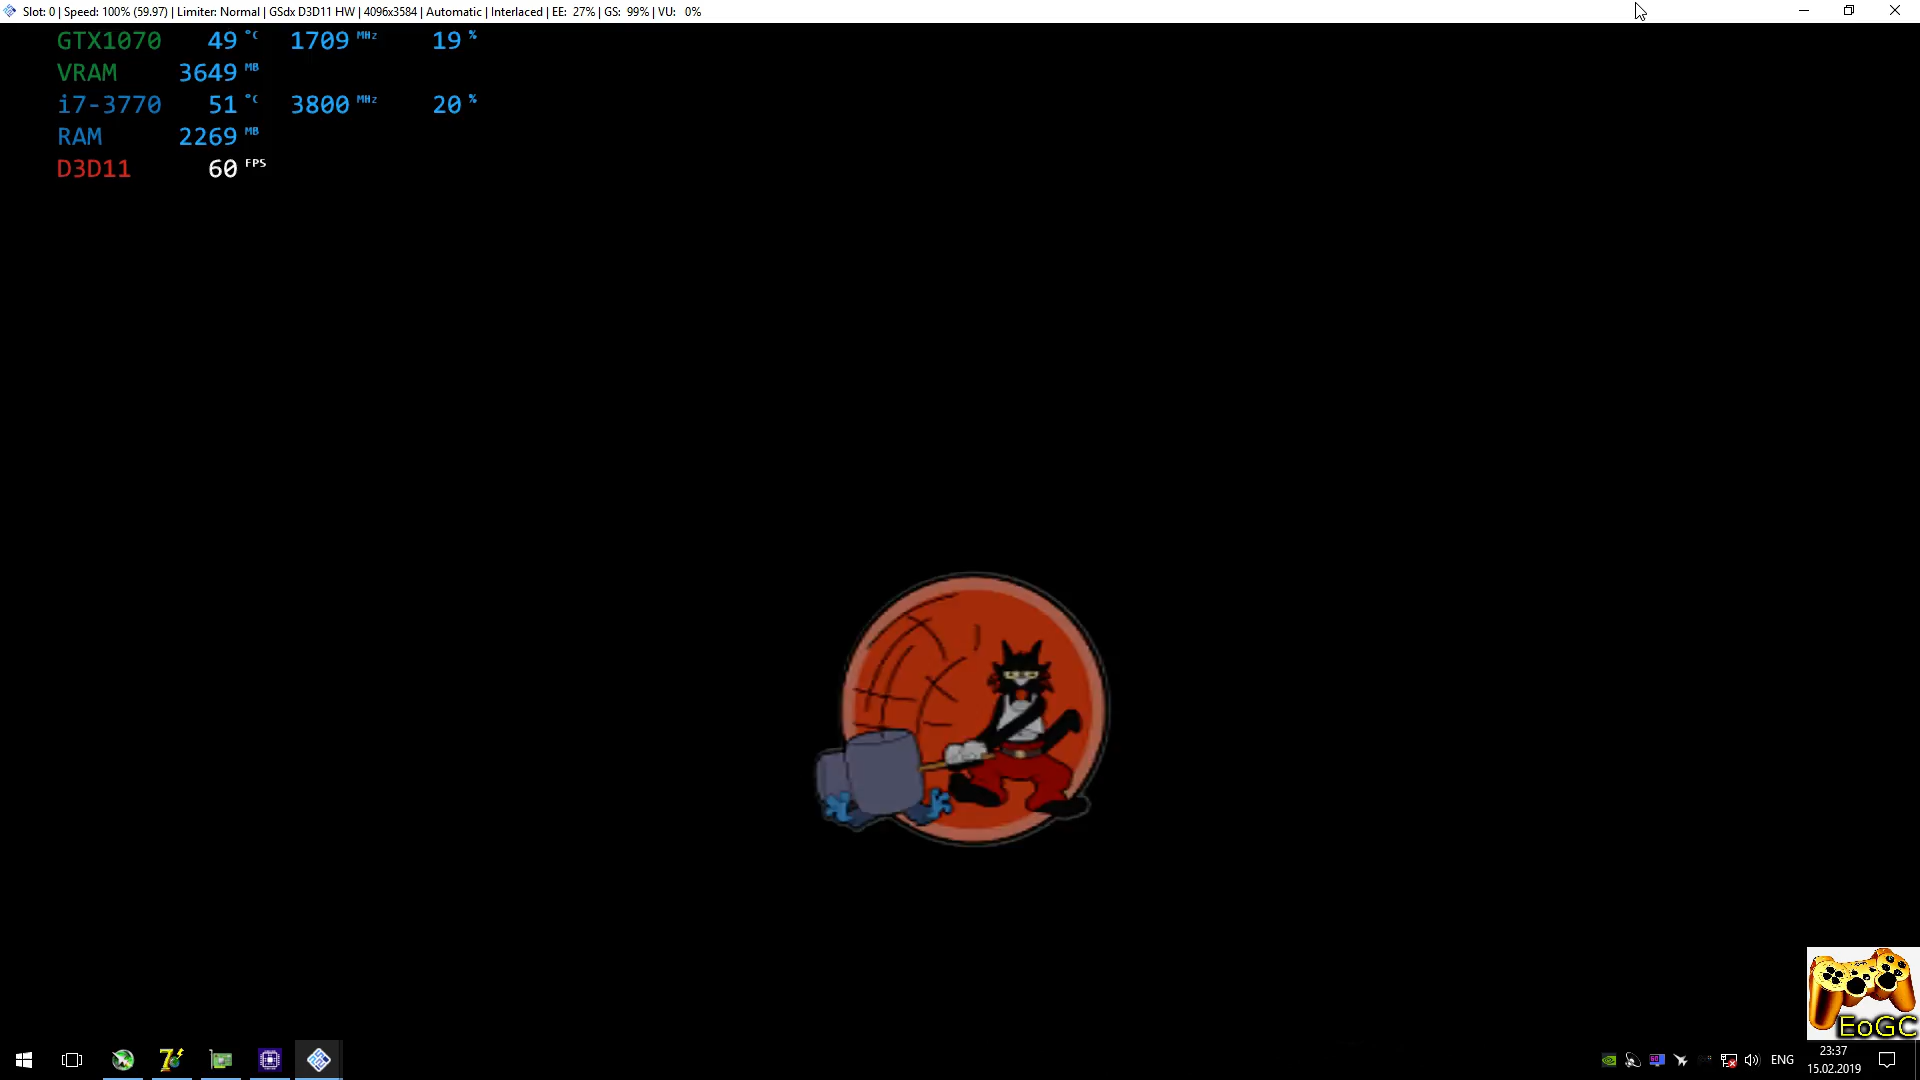 Slot: 0 | Speed: 100% (59.97) | Limiter: Normal | GSdx D3D11 HW | 4096x3584 | Automatic | Interlaced | EE: 27% | GS: 99% | VU: 0%
GTX1070 49 °C 1709 MHz 19 %
VRAM 3649 MB
i7-3770 51 °C 3800 MHz 20 %
RAM 2269 MB
D3D11 60 FPS
EoGC
7
60
ENG
23:37
15.02.2019